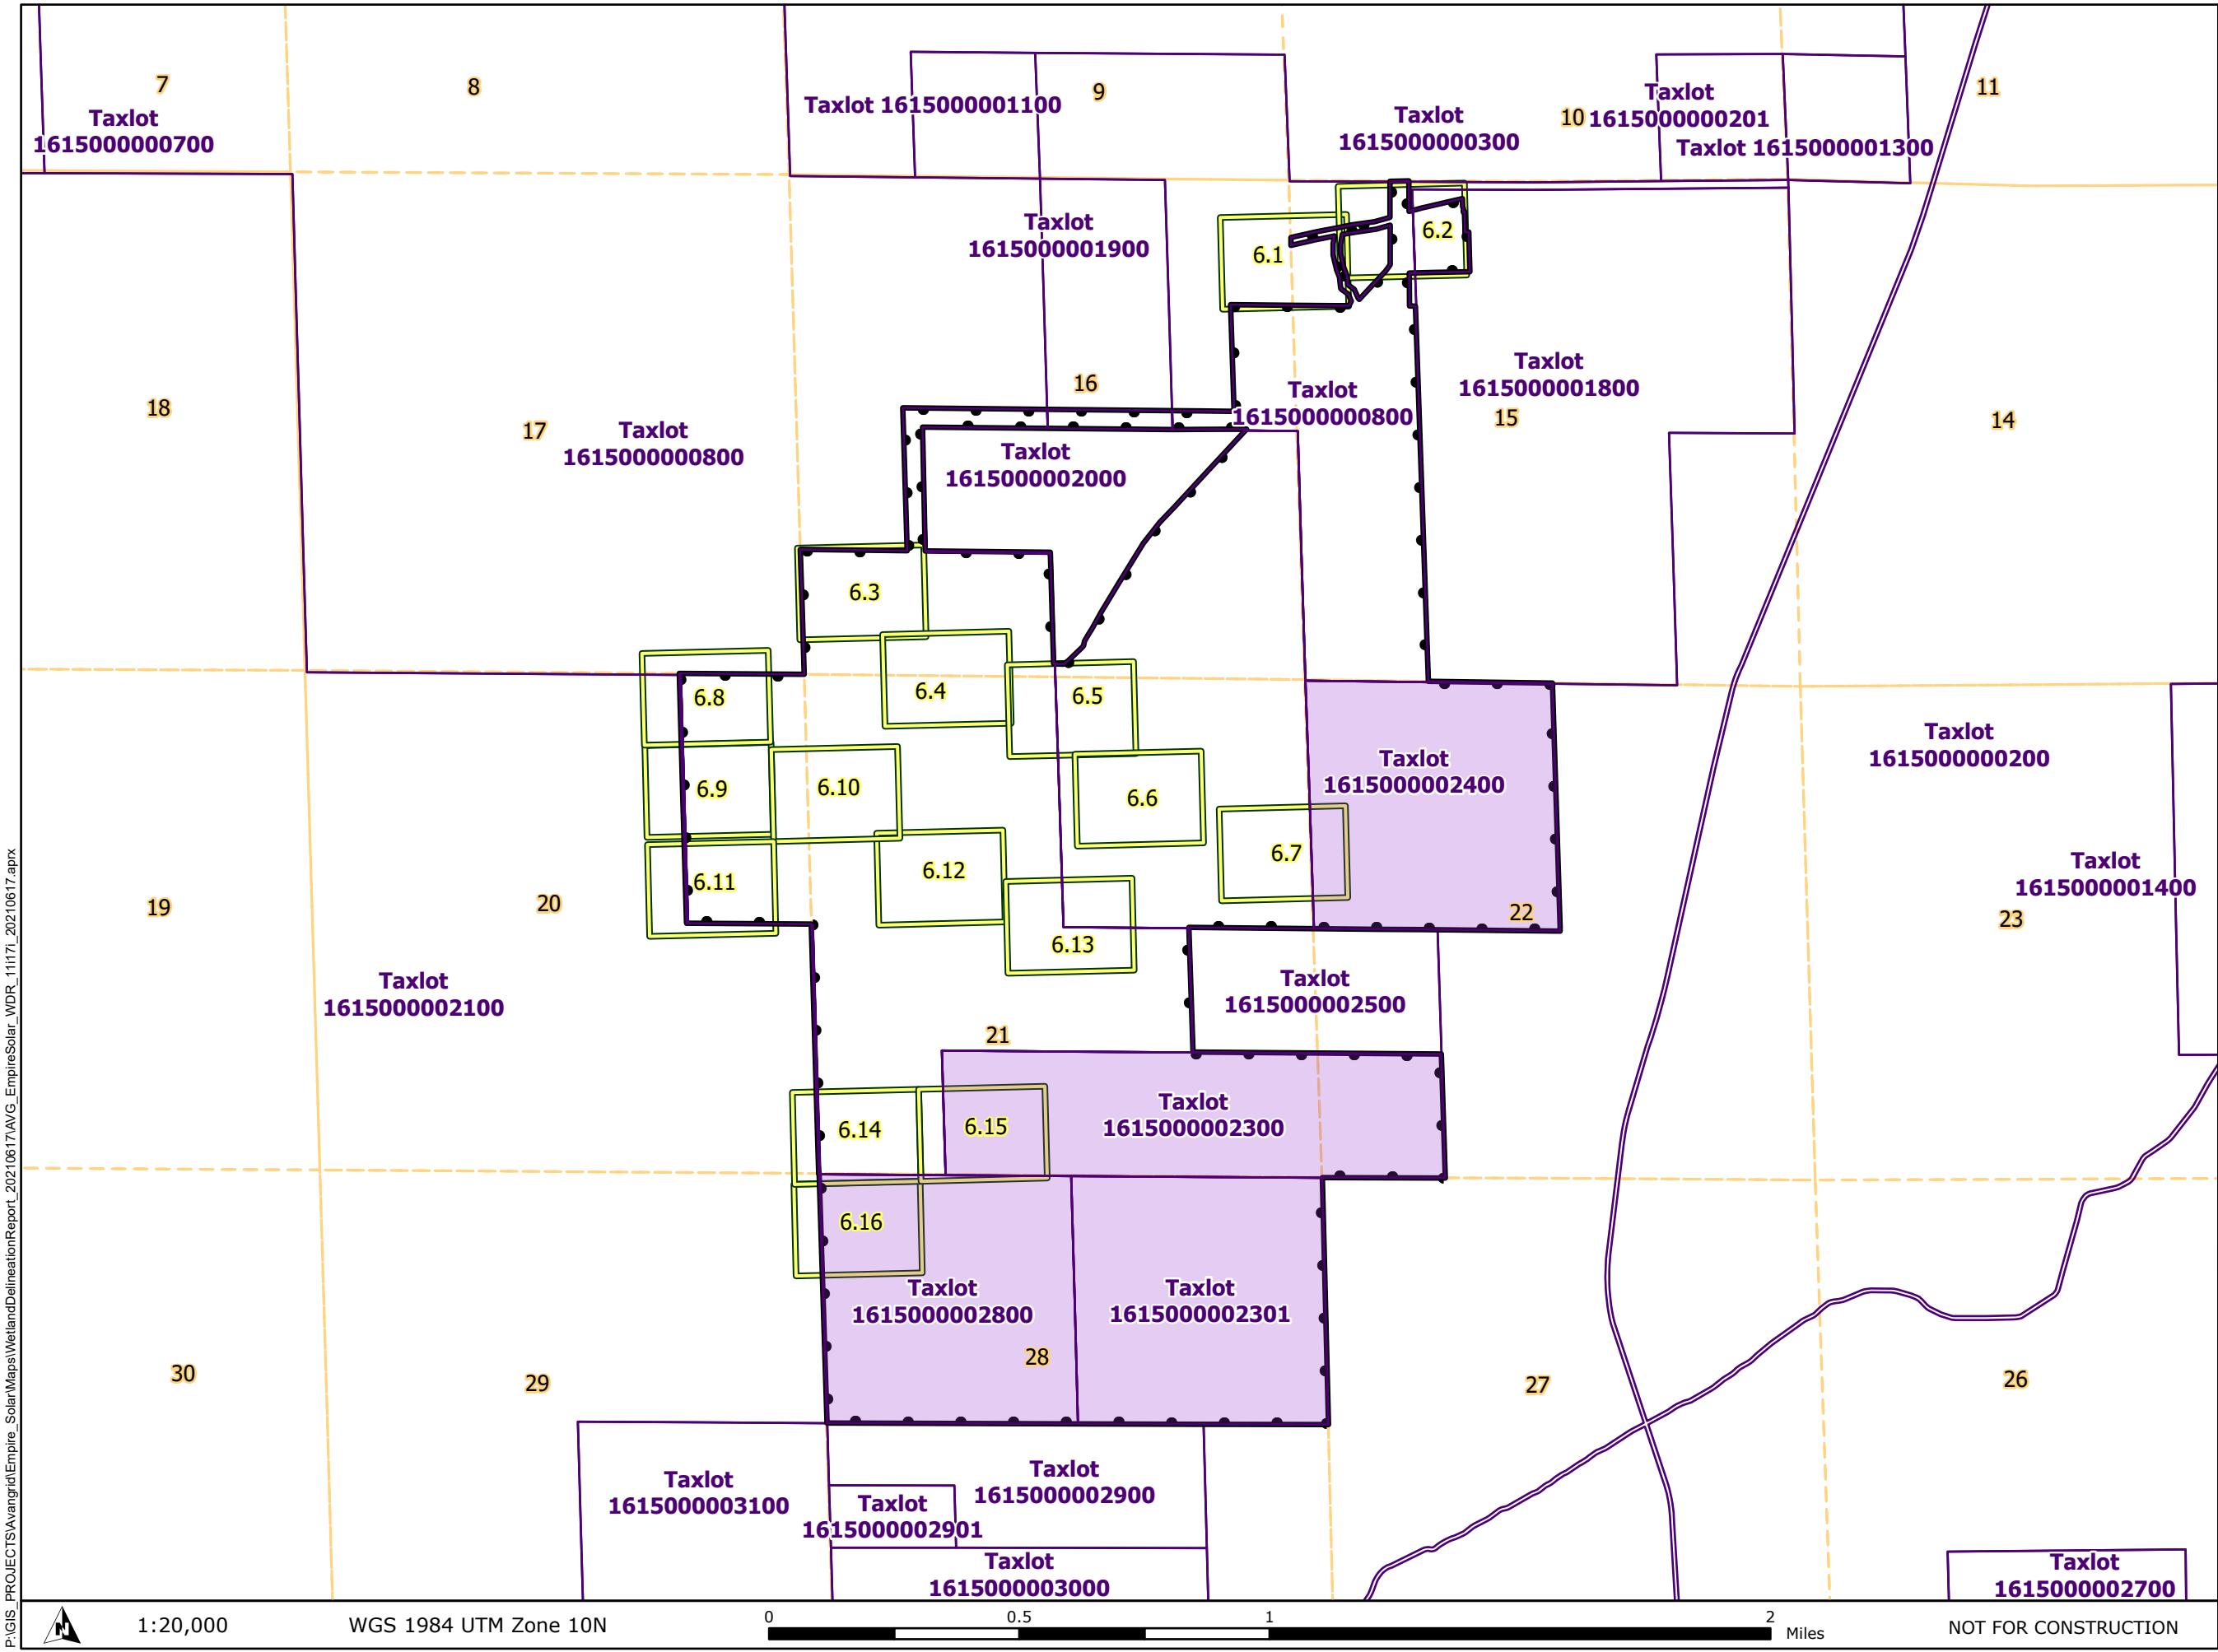 7
8
9
11
Taxlot
1615000000700
Taxlot 1615000001100
Taxlot
1615000000300
10
Taxlot
1615000000201
Taxlot 1615000001300
Taxlot
1615000001900
6.1
6.2
18
17
Taxlot
1615000000800
16
Taxlot
1615000000800
Taxlot
1615000001800
15
14
Taxlot
1615000002000
6.3
6.4
6.5
6.8
6.9
6.10
6.6
6.7
Taxlot
1615000002400
Taxlot
1615000000200
6.11
6.12
6.13
19
20
22
Taxlot
1615000001400
23
Taxlot
1615000002100
Taxlot
1615000002500
21
6.14
6.15
Taxlot
1615000002300
6.16
Taxlot
1615000002800
Taxlot
1615000002301
28
30
29
27
26
Taxlot
1615000003100
Taxlot
1615000002901
Taxlot
1615000002900
Taxlot
1615000003000
Taxlot
1615000002700
P:\GIS_PROJECTS\Avangrid\Empire_Solar\Maps\WetlandDelineationReport_20210617\AVG_EmpireSolar_WDR_11i17i_20210617.aprx
N
1:20,000
WGS 1984 UTM Zone 10N
0 0.5 1 2
Miles
NOT FOR CONSTRUCTION